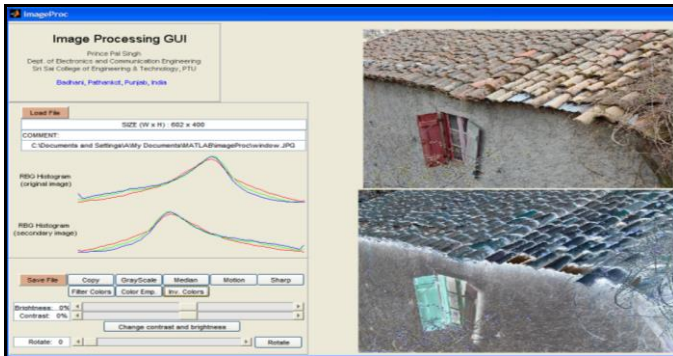 ImageProc
Image Processing GUI
Prince Pal Singh
Dept. of Electronics and Communication Engineering
Sri Sai College of Engineering & Technology, PTU
Badhani, Pathankot, Punjab, India
Load File
SIZE (W x H) : 602 x 400
COMMENT:
C:\Documents and Settings\A\My Documents\MATLAB\imageProc\window.JPG
RBG Histogram
(original image)
RBG Histogram
(secondary image)
Save File Copy GrayScale Median Motion Sharp
Filter Colors Color Emp. Inv. Colors
Brightness: 0%
Contrast: 0%
Change contrast and brightness
Rotate: 0 Rotate